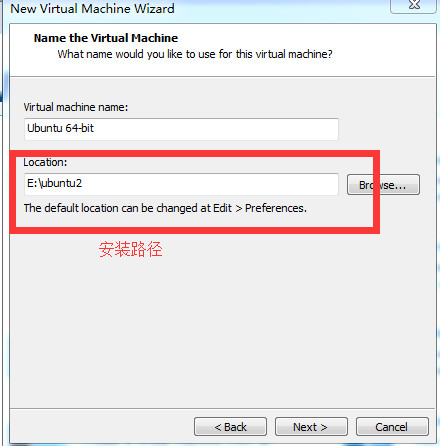 New Virtual Machine Wizard
Name the Virtual Machine
What name would you like to use for this virtual machine?
Virtual machine name:
Ubuntu 64-bit
Location:
E:\ubuntu2
Browse...
The default location can be changed at Edit > Preferences.
安装路径
< Back
Next >
Cancel